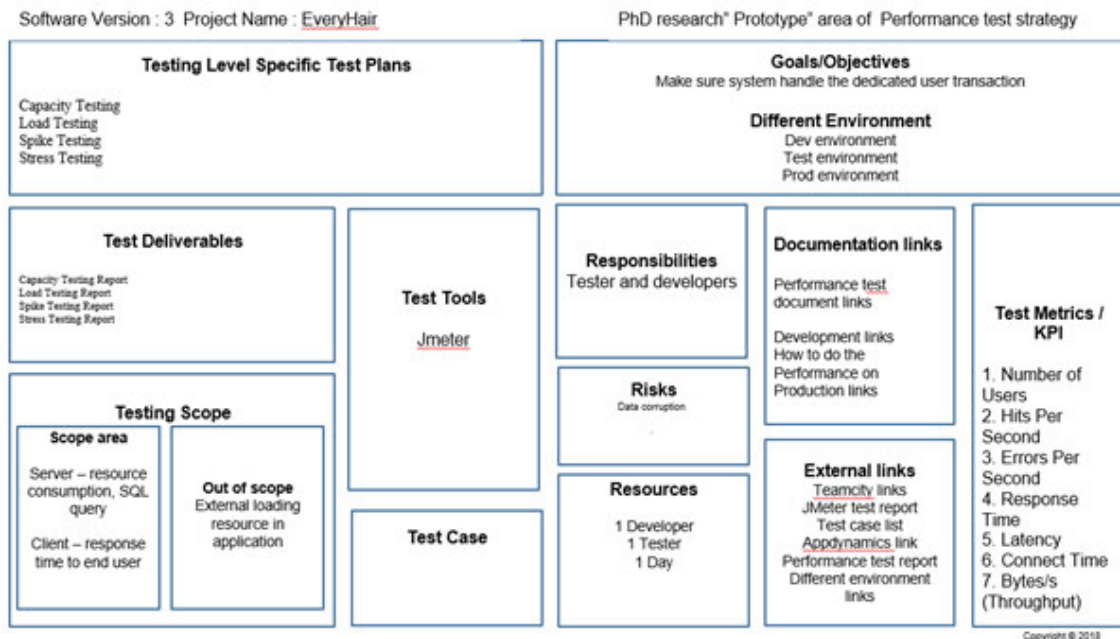 Software Version : 3 Project Name : EveryHair
PhD research" Prototype" area of Performance test strategy
Testing Level Specific Test Plans
Capacity Testing
Load Testing
Spike Testing
Stress Testing
Goals/Objectives
Make sure system handle the dedicated user transaction
Different Environment
Dev environment
Test environment
Prod environment
Test Deliverables
Capacity Testing Report
Load Testing Report
Spike Testing Report
Stress Testing Report
Test Tools
Jmeter
Responsibilities
Tester and developers
Documentation links
Performance test
document links
Development links
How to do the
Performance on
Production links
Test Metrics /
KPI
1. Number of
Users
2. Hits Per
Second
3. Errors Per
Second
4. Response
Time
5. Latency
6. Connect Time
7. Bytes/s
(Throughput)
Testing Scope
Scope area
Server – resource
consumption, SQL
query
Client – response
time to end user
Out of scope
External loading
resource in
application
Test Case
Risks
Data corruption
Resources
1 Developer
1 Tester
1 Day
External links
Teamcity links
JMeter test report
Test case list
Appdynamics link
Performance test report
Different environment
links
Copyright © 2018